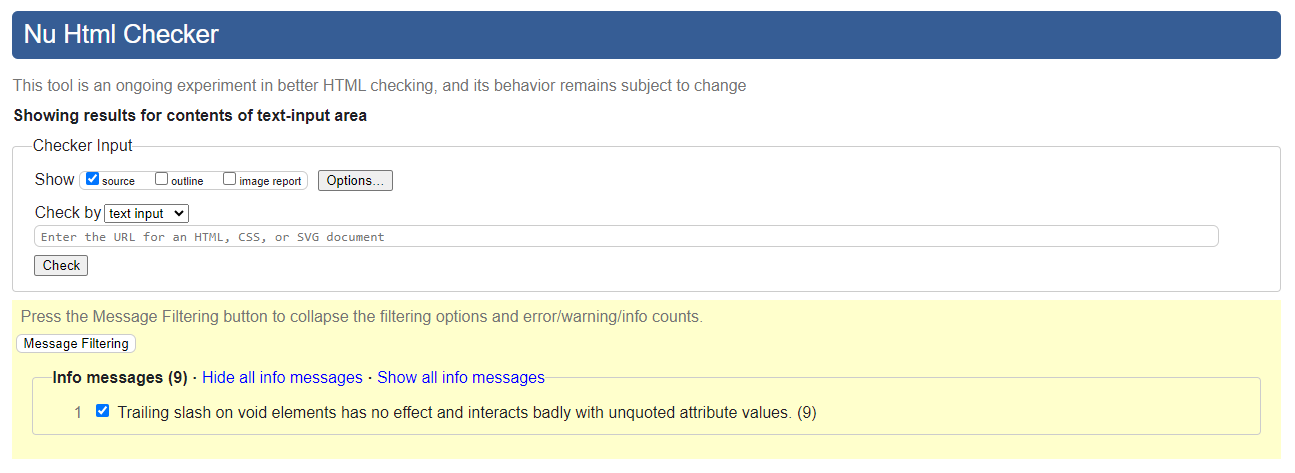 Nu Html Checker
This tool is an ongoing experiment in better HTML checking, and its behavior remains subject to change
Showing results for contents of text-input area
Checker Input
Show source outline image report Options...
Check by text input
Enter the URL for an HTML, CSS, or SVG document
Check
Press the Message Filtering button to collapse the filtering options and error/warning/info counts.
Message Filtering
Info messages (9) · Hide all info messages · Show all info messages
1 Trailing slash on void elements has no effect and interacts badly with unquoted attribute values. (9)